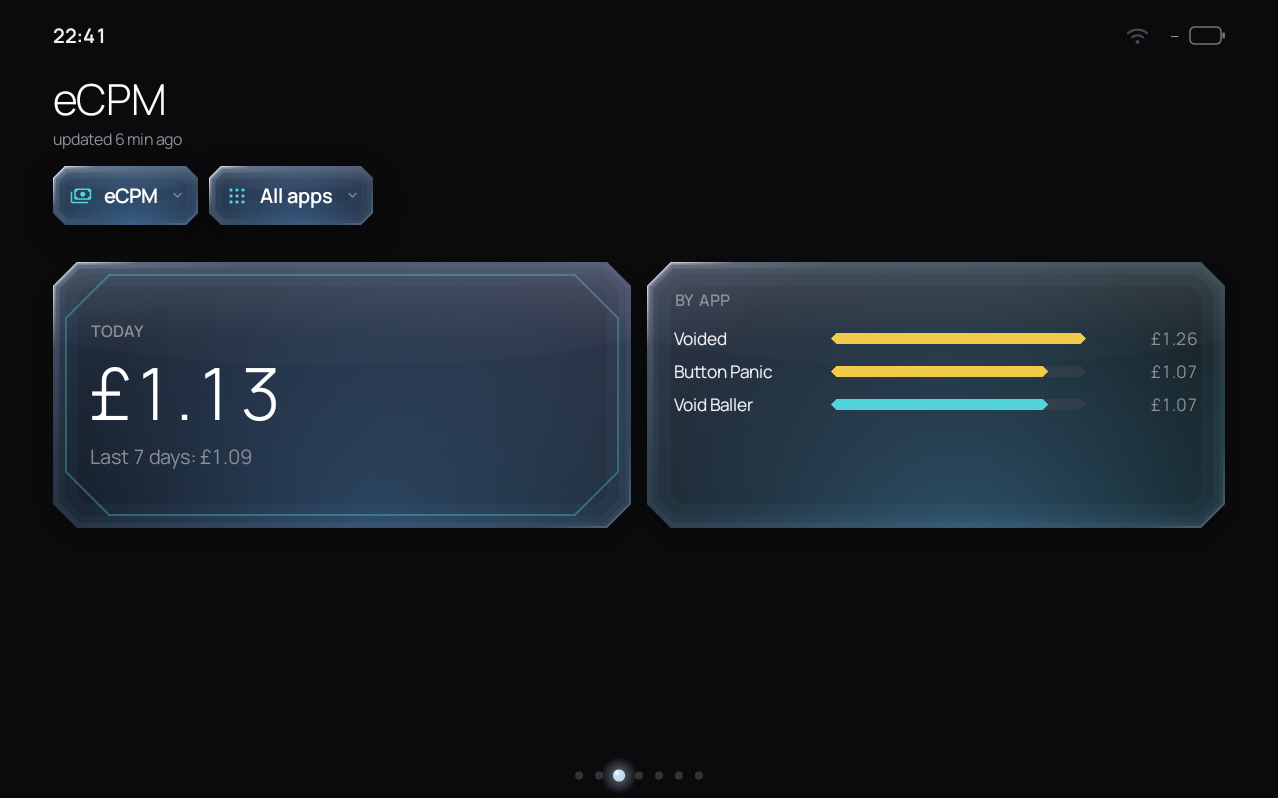 22:41
–
eCPM
updated 6 min ago
eCPM
All apps
TODAY
£1.13
Last 7 days: £1.09
BY APP
Voided £1.26
Button Panic £1.07
Void Baller £1.07